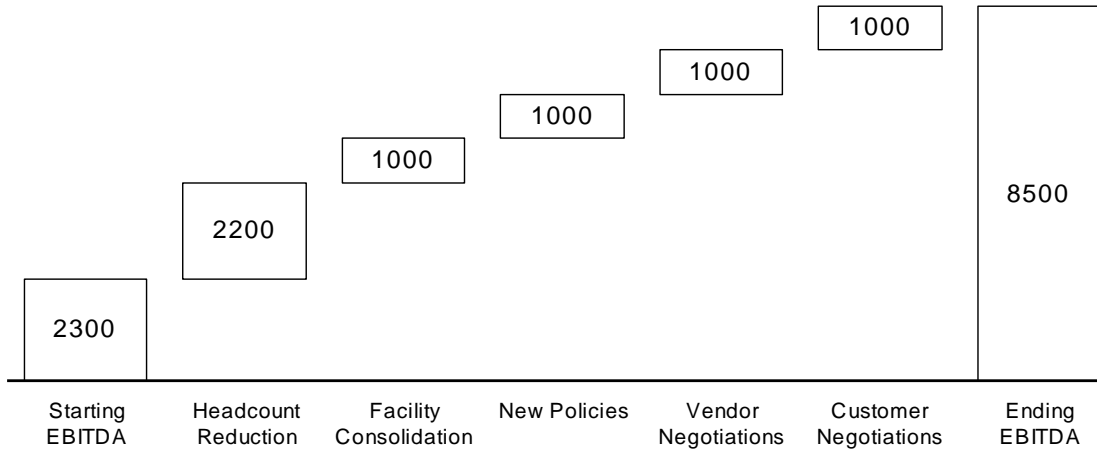 1000
1000
1000
1000
2200
8500
2300
Starting
EBITDA
Headcount
Reduction
Facility
Consolidation
New Policies
Vendor
Negotiations
Customer
Negotiations
Ending
EBITDA